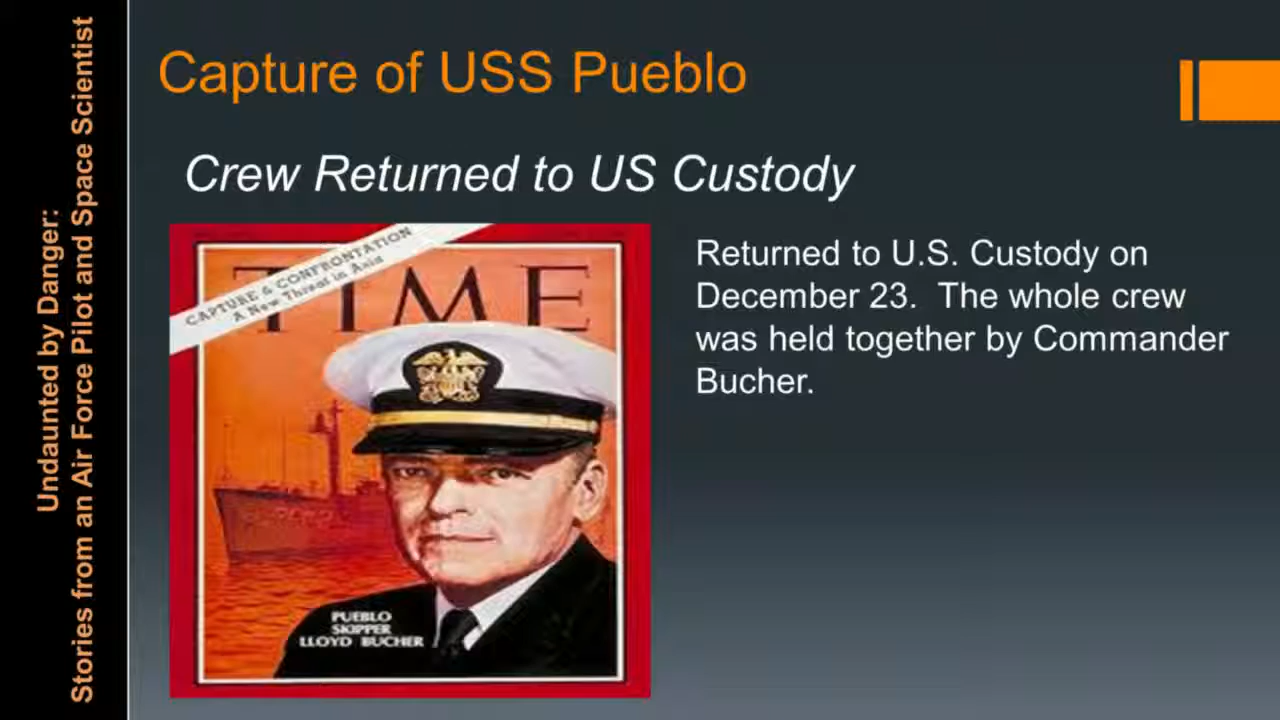 Undaunted by Danger:
Stories from an Air Force Pilot and Space Scientist
Capture of USS Pueblo
Crew Returned to US Custody
CAPTURE & CONFRONTATION
A New Threat in Asia
TIME
PUEBLO
SKIPPER
LLOYD BUCHER
Returned to U.S. Custody on
December 23. The whole crew
was held together by Commander
Bucher.